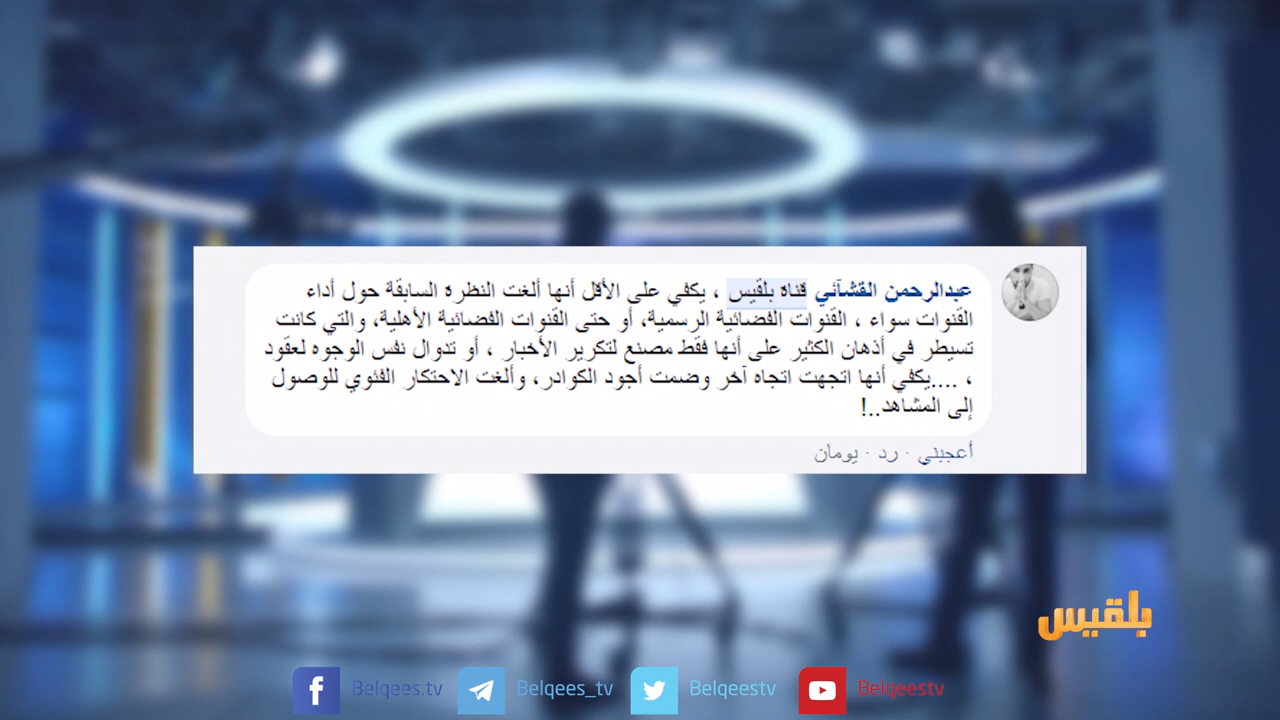 عبدالرحمن القشآئي قناة بلقيس ، يكفي على الأقل أنها ألغت النظرة السابقة حول أداء
القنوات سواء ، القنوات الفضائية الرسمية، أو حتى القنوات الفضائية الأهلية، والتي كانت
تسيطر في أذهان الكثير على أنها فقط مصنع لتكرير الأخبار ، أو تدوال نفس الوجوه لعقود
، ....يكفي أنها اتجهت اتجاه آخر وضمت أجود الكوادر، وألغت الاحتكار الفئوي للوصول
إلى المشاهد..!
أعجبني · رد · يومان
بلقيس
Belqees.tv Belqees_tv Belqeestv Belqeestv